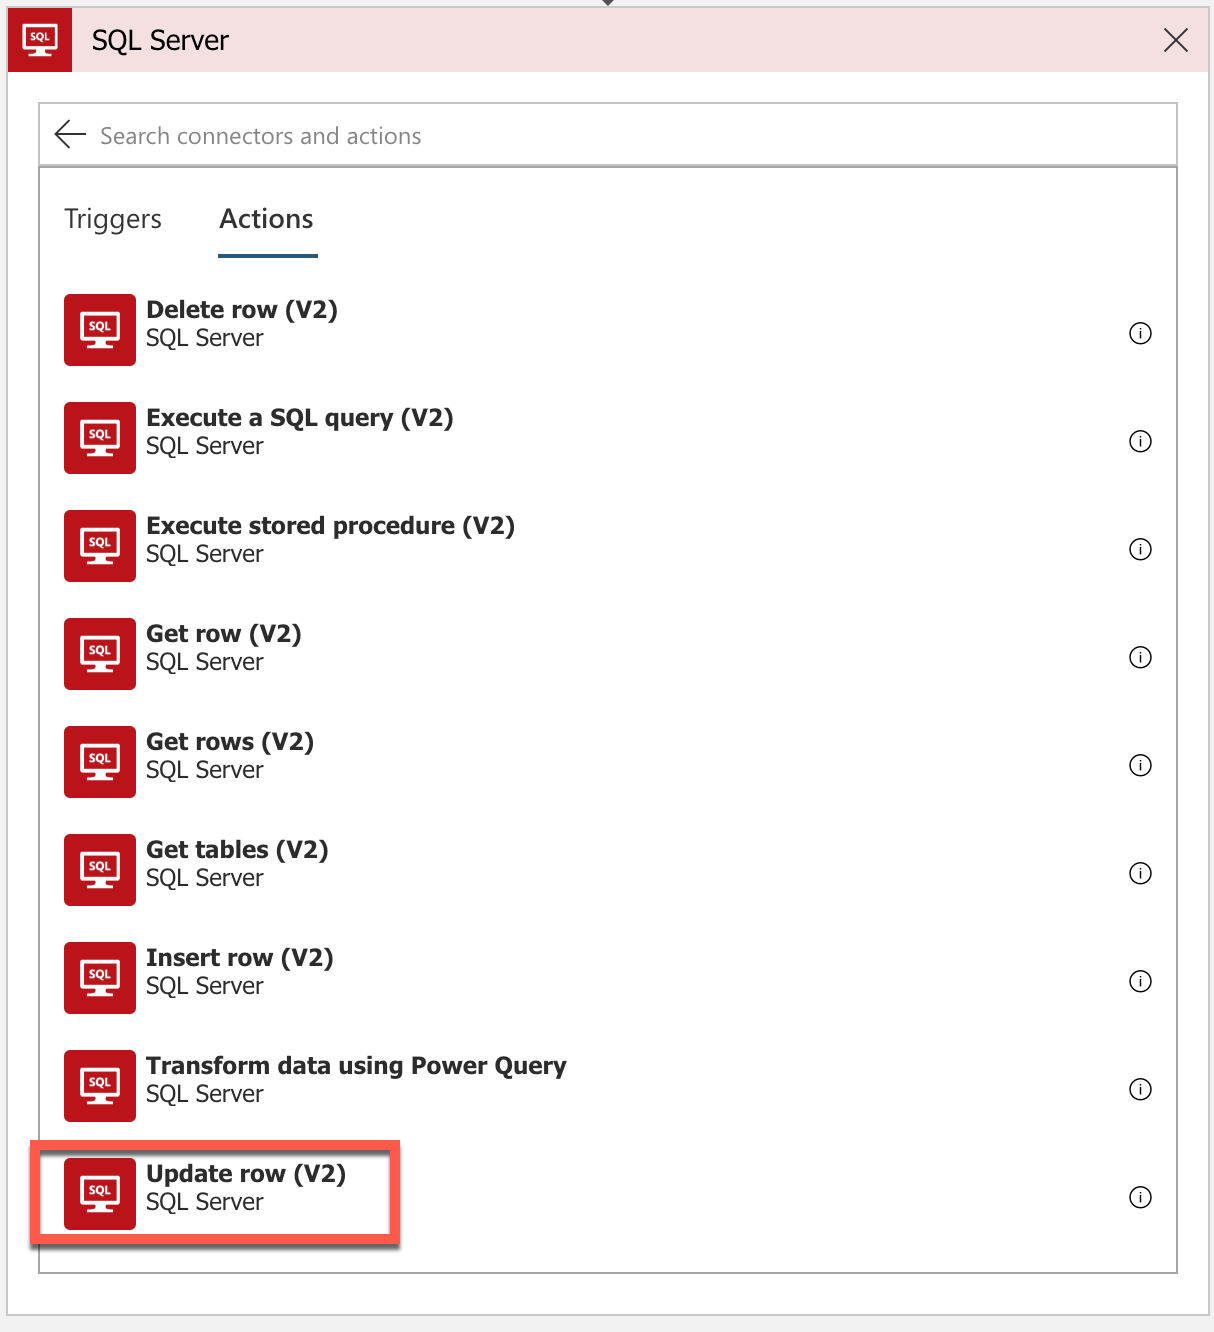 SQL
SQL Server
Search connectors and actions
Triggers
Actions
SQL
Delete row (V2)
SQL Server
SQL
Execute a SQL query (V2)
SQL Server
SQL
Execute stored procedure (V2)
SQL Server
SQL
Get row (V2)
SQL Server
SQL
Get rows (V2)
SQL Server
SQL
Get tables (V2)
SQL Server
SQL
Insert row (V2)
SQL Server
SQL
Transform data using Power Query
SQL Server
SQL
Update row (V2)
SQL Server